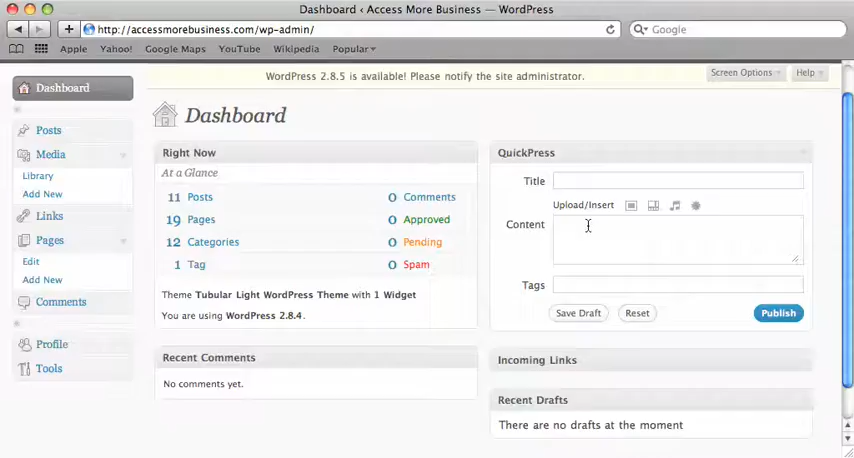 Dashboard ‹ Access More Business — WordPress
http://accessmorebusiness.com/wp-admin/
Google
Apple Yahoo! Google Maps YouTube Wikipedia Popular
WordPress 2.8.5 is available! Please notify the site administrator.
Screen Options
Help
Dashboard
Posts
Media
Library
Add New
Links
Pages
Edit
Add New
Comments
Profile
Tools
Dashboard
Right Now
At a Glance
11 Posts 0 Comments
19 Pages 0 Approved
12 Categories 0 Pending
1 Tag 0 Spam
Theme Tubular Light WordPress Theme with 1 Widget
You are using WordPress 2.8.4.
Recent Comments
No comments yet.
QuickPress
Title
Upload/Insert
Content
Tags
Save Draft Reset Publish
Incoming Links
Recent Drafts
There are no drafts at the moment